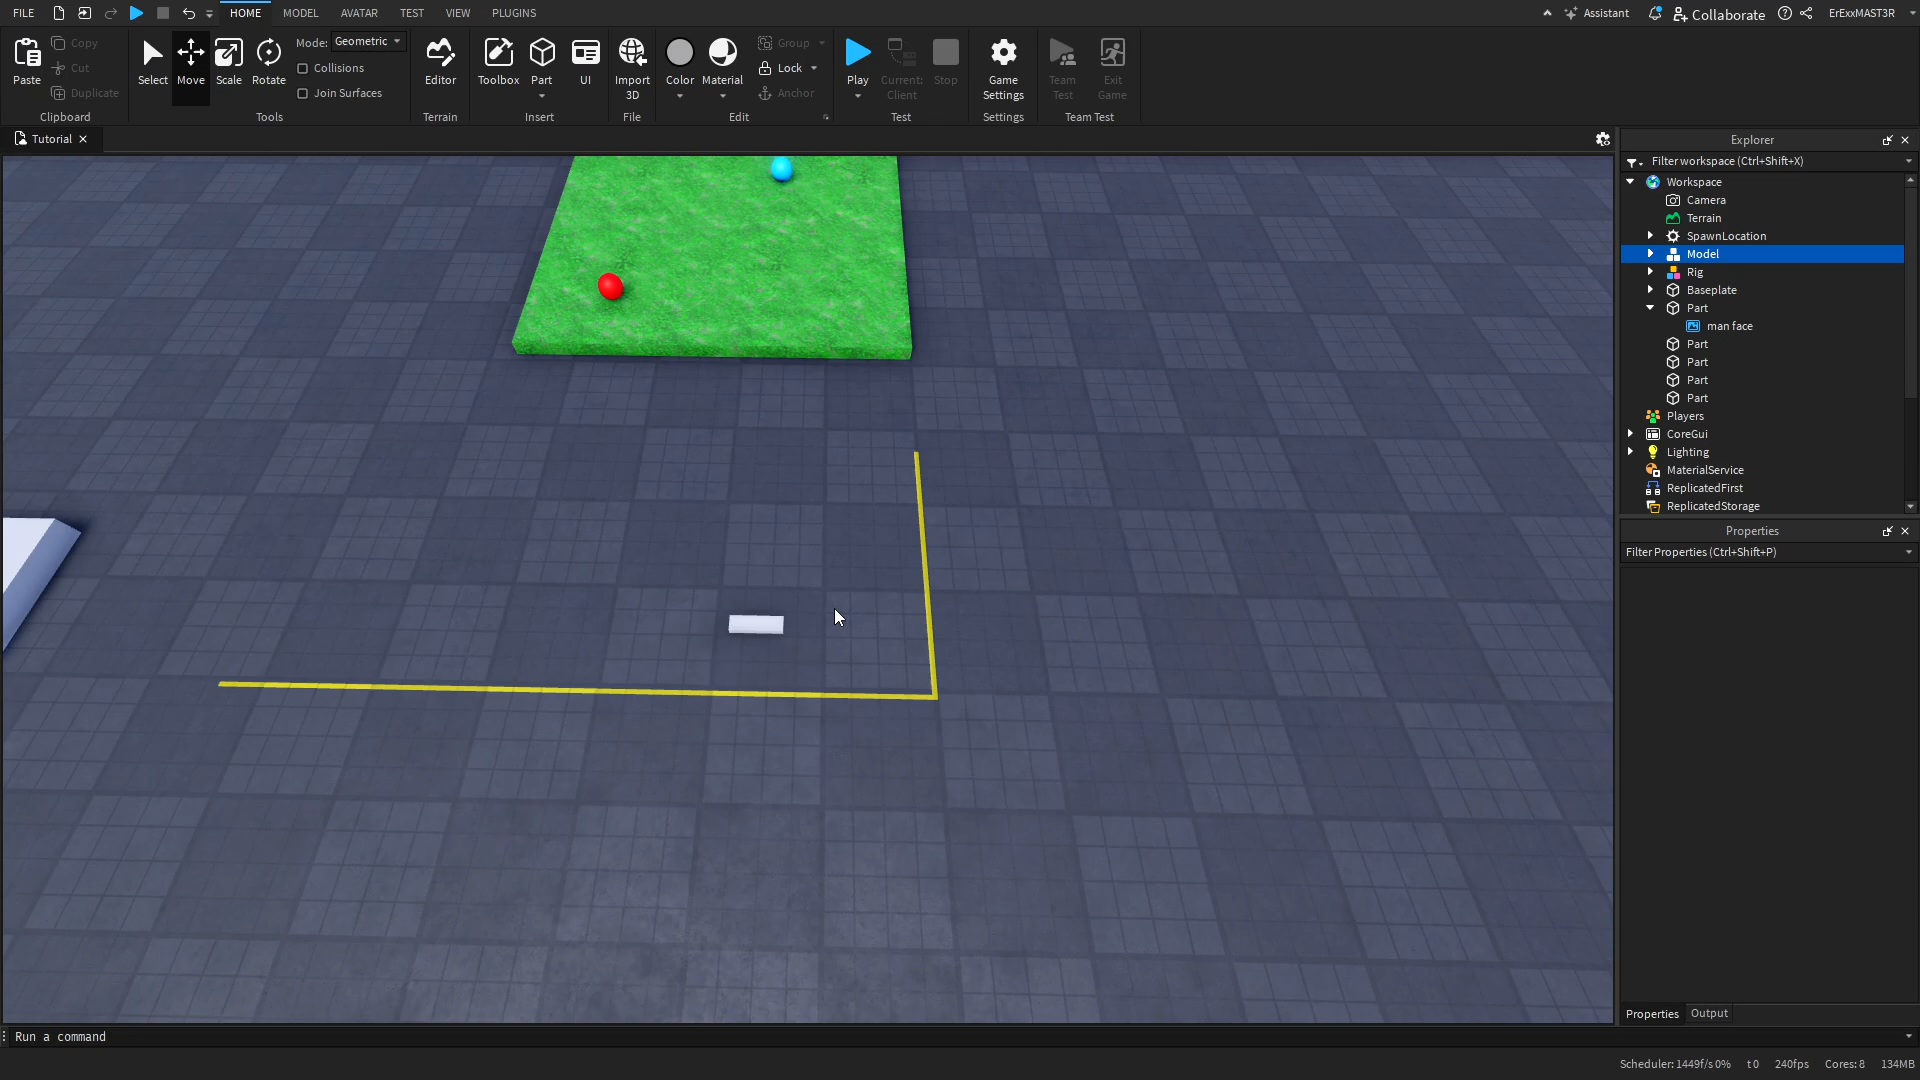 FILE HOME MODEL AVATAR TEST VIEW PLUGINS Assistant Collaborate ErExxMAST3R
Paste
Copy
Cut
Duplicate
Clipboard
Select Move Scale Rotate
Mode: Geometric
Collisions
Join Surfaces
Tools
Editor
Terrain
Toolbox Part UI
Insert
Import
3D
File
Color Material
Group
Lock
Anchor
Edit
Play
Current:
Client
Stop
Test
Game
Settings
Settings
Team
Test
Exit
Game
Team Test
Tutorial
Explorer
Filter workspace (Ctrl+Shift+X)
Workspace
Camera
Terrain
SpawnLocation
Model
Rig
Baseplate
Part
man face
Part
Part
Part
Part
Players
CoreGui
Lighting
MaterialService
ReplicatedFirst
ReplicatedStorage
Properties
Filter Properties (Ctrl+Shift+P)
Properties Output
Run a command
Scheduler: 1449f/s 0% t 0 240fps Cores: 8 134MB